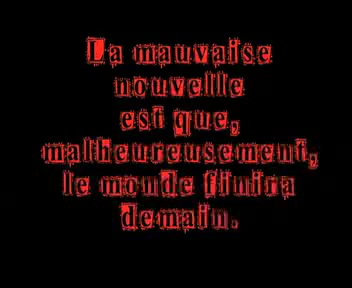 La mauvaise
nouvelle
est que,
malheureusement,
le monde finira
demain.